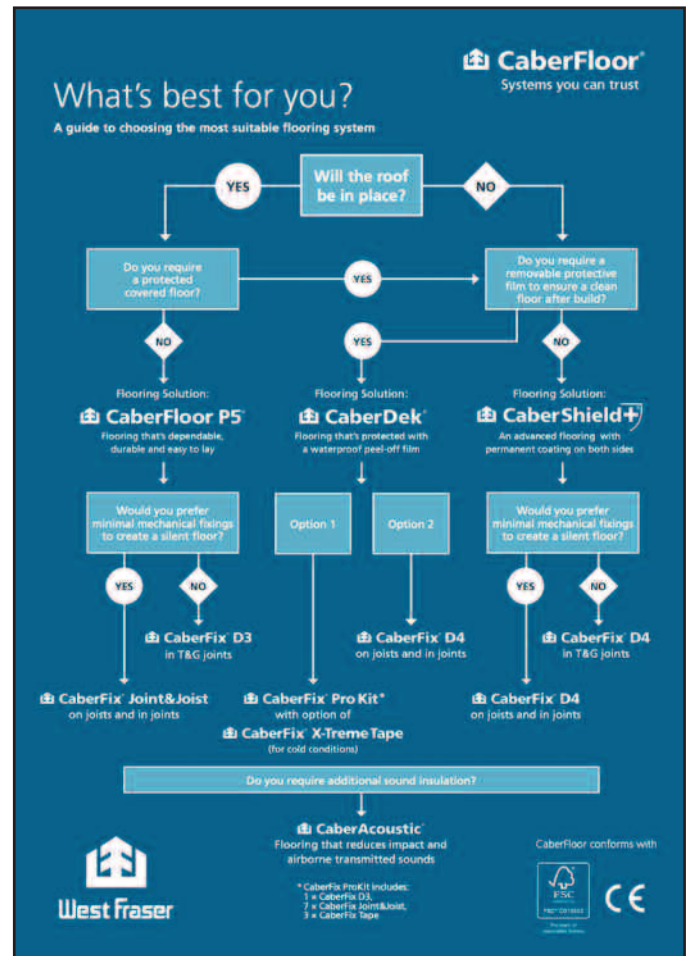 CaberFloor®
Systems you can trust
What's best for you?
A guide to choosing the most suitable flooring system
Will the roof
be in place?
YES
NO
Do you require
a protected
covered floor?
YES
Do you require a
removable protective
film to ensure a clean
floor after build?
NO
YES
NO
Flooring Solution:
CaberFloor P5®
Flooring that's dependable,
durable and easy to lay
Flooring Solution:
CaberDek®
Flooring that's protected with
a waterproof peel-off film
Flooring Solution:
CaberShield+
An advanced flooring with
permanent coating on both sides
Would you prefer
minimal mechanical fixings
to create a silent floor?
Option 1
Option 2
Would you prefer
minimal mechanical fixings
to create a silent floor?
YES
NO
YES
NO
CaberFix® D3
in T&G joints
CaberFix® D4
on joists and in joints
CaberFix® D4
in T&G joints
CaberFix® Joint&Joist
on joists and in joints
CaberFix® Pro Kit*
with option of
CaberFix® X-Treme Tape
(for cold conditions)
CaberFix® D4
on joists and in joints
Do you require additional sound insulation?
CaberAcoustic®
Flooring that reduces impact and
airborne transmitted sounds
* CaberFix ProKit includes:
1 × CaberFix D3,
7 × CaberFix Joint&Joist,
3 × CaberFix Tape
West Fraser
CaberFloor conforms with
FSC
CE